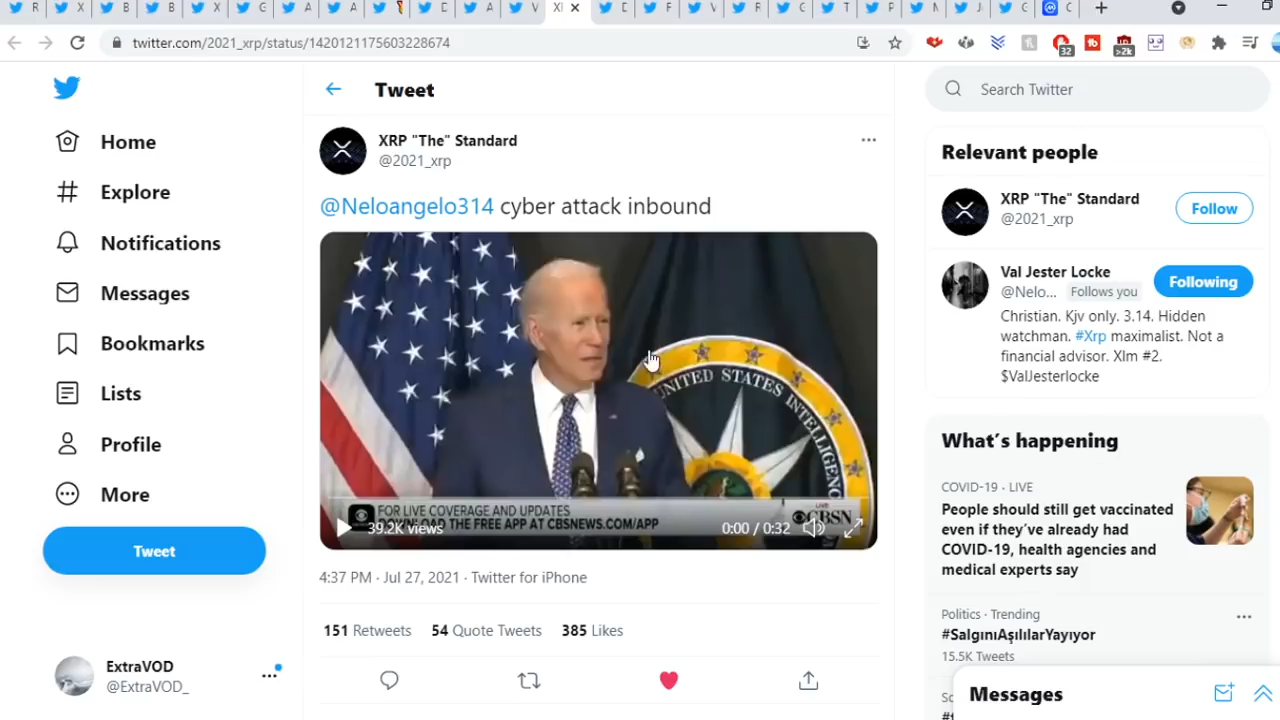 twitter.com/2021_xrp/status/1420121175603228674
32
>2k
Home
Explore
Notifications
Messages
Bookmarks
Lists
Profile
More
Tweet
ExtraVOD
@ExtraVOD_
Tweet
XRP "The" Standard
@2021_xrp
@Neloangelo314 cyber attack inbound
UNITED STATES INTELLIGENC
FOR LIVE COVERAGE AND UPDATES
THE FREE APP AT CBSNEWS.COM/APP
LIVE
CBSN
39.2K views
0:00 / 0:32
4:37 PM · Jul 27, 2021 · Twitter for iPhone
151 Retweets 54 Quote Tweets 385 Likes
Search Twitter
Relevant people
XRP "The" Standard
@2021_xrp
Follow
Val Jester Locke
@Nelo... Follows you
Following
Christian. Kjv only. 3.14. Hidden
watchman. #Xrp maximalist. Not a
financial advisor. Xlm #2.
$ValJesterlocke
What's happening
COVID-19 · LIVE
People should still get vaccinated
even if they've already had
COVID-19, health agencies and
medical experts say
Politics · Trending
#SalgınıAşılılarYayıyor
15.5K Tweets
Messages